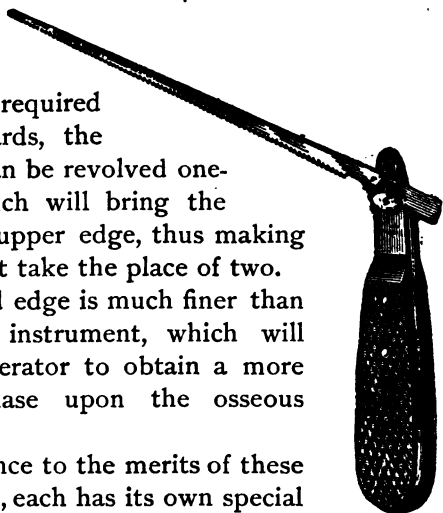 required
rds, the
n be revolved one-
ch will bring the
upper edge, thus making
t take the place of two.
d edge is much finer than
instrument, which will
erator to obtain a more
ase upon the osseous
nce to the merits of these
, each has its own special